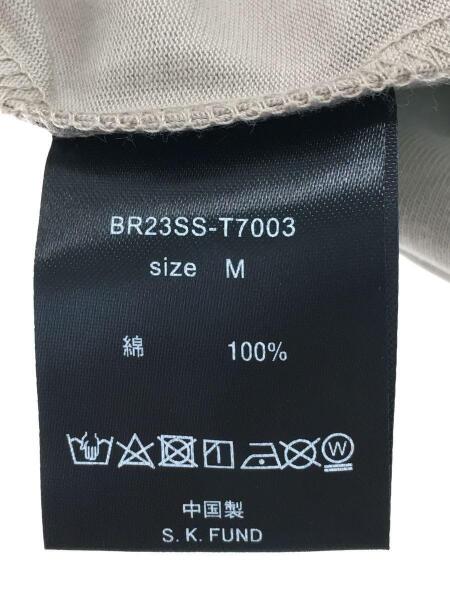 BR23SS-T7003
size M
綿 100%
W
中国製
S. K. FUND